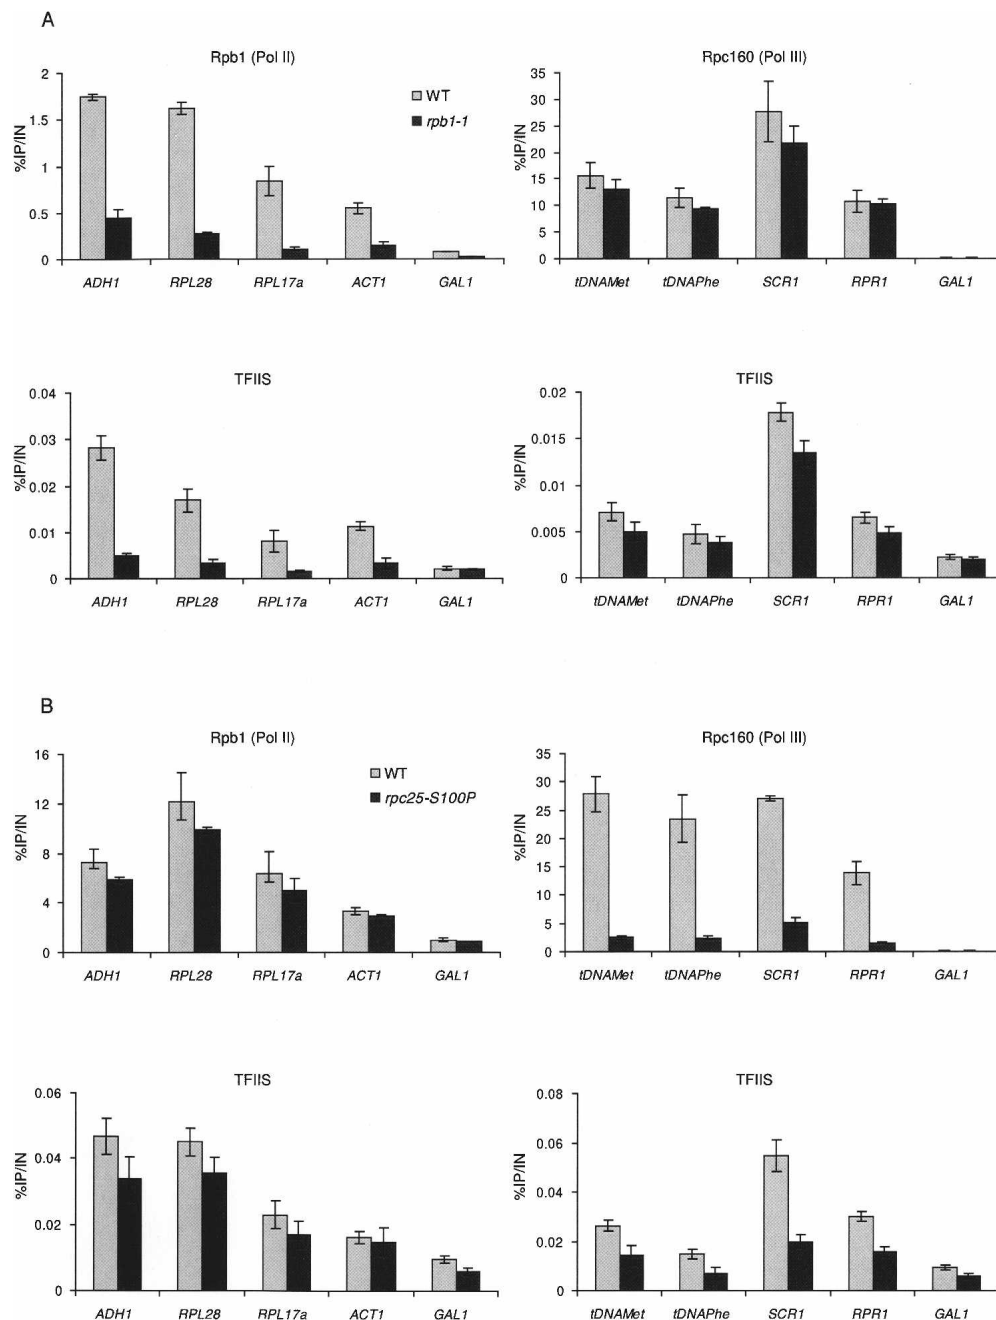 A
Rpb1 (Pol II)
2
1.5
1
0.5
0
%IP/IN
WT
rpb1-1
ADH1 RPL28 RPL17a ACT1 GAL1
Rpc160 (Pol III)
35
30
25
20
15
10
5
0
%IP/IN
tDNAMet tDNAPhe SCR1 RPR1 GAL1
TFIIS
0.04
0.03
0.02
0.01
0
%IP/IN
ADH1 RPL28 RPL17a ACT1 GAL1
TFIIS
0.02
0.015
0.01
0.005
0
%IP/IN
tDNAMet tDNAPhe SCR1 RPR1 GAL1
B
Rpb1 (Pol II)
16
12
8
4
0
%IP/IN
WT
rpc25-S100P
ADH1 RPL28 RPL17a ACT1 GAL1
Rpc160 (Pol III)
35
30
25
20
15
10
5
0
%IP/IN
tDNAMet tDNAPhe SCR1 RPR1 GAL1
TFIIS
0.06
0.04
0.02
0
%IP/IN
ADH1 RPL28 RPL17a ACT1 GAL1
TFIIS
0.08
0.06
0.04
0.02
0
%IP/IN
tDNAMet tDNAPhe SCR1 RPR1 GAL1